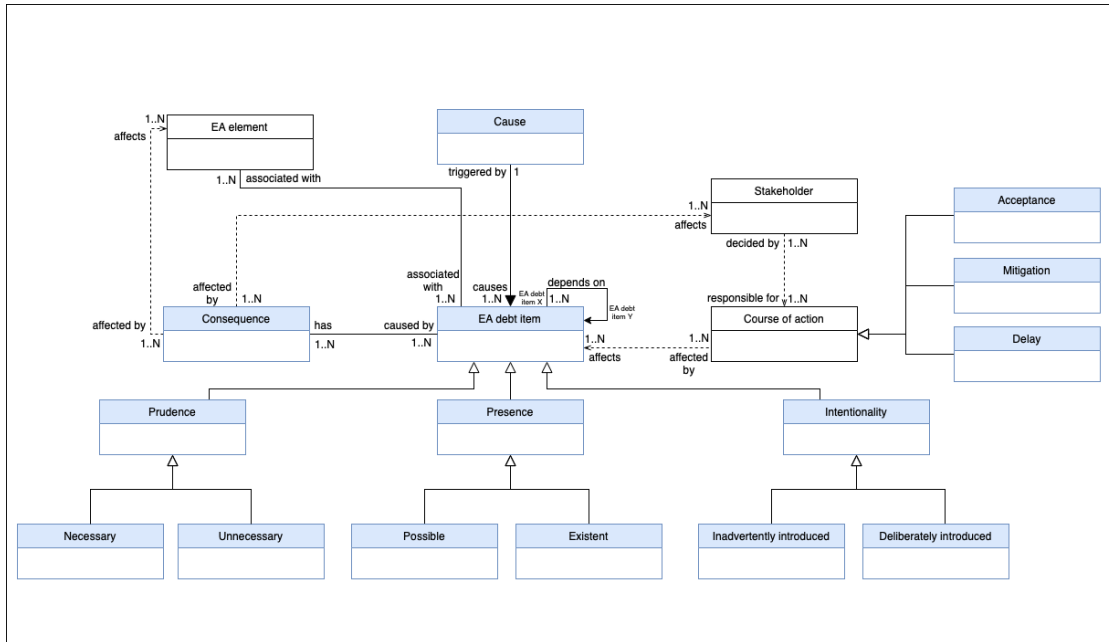 1..N
affects
EA element
Cause
1..N
associated with
triggered by
1
1..N
affects
Stakeholder
decided by
1..N
Acceptance
Mitigation
Delay
affected
by
1..N
associated
with
1..N
causes
1..N
depends on
EA debt
item X
1..N
EA debt
item Y
responsible for
1..N
affected by
1..N
Consequence
has
1..N
caused by
1..N
EA debt item
1..N
affects
1..N
affected
by
Course of action
Prudence
Presence
Intentionality
Necessary
Unnecessary
Possible
Existent
Inadvertently introduced
Deliberately introduced